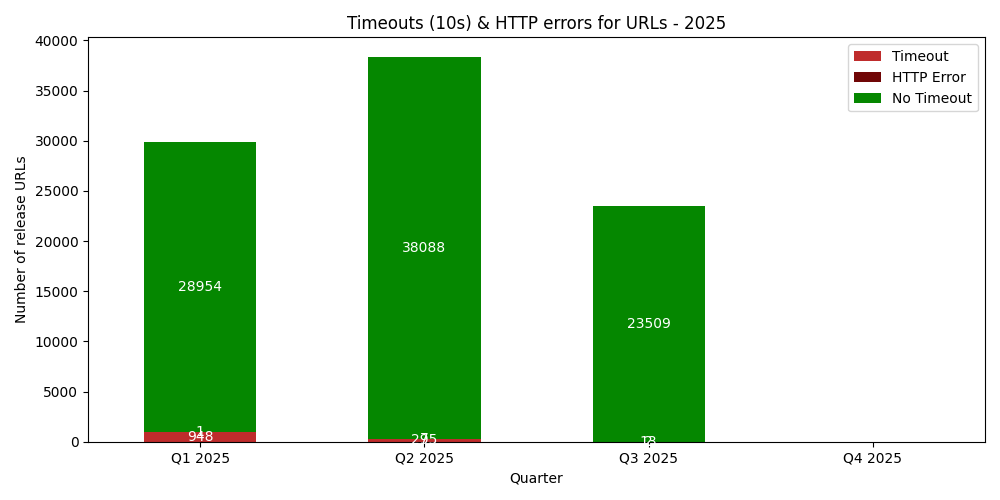 Timeouts (10s) & HTTP errors for URLs - 2025
40000
35000
30000
25000
20000
15000
10000
5000
0
Number of release URLs
Timeout
HTTP Error
No Timeout
28954
1
948
38088
295
23509
Q1 2025
Q2 2025
Q3 2025
Q4 2025
Quarter